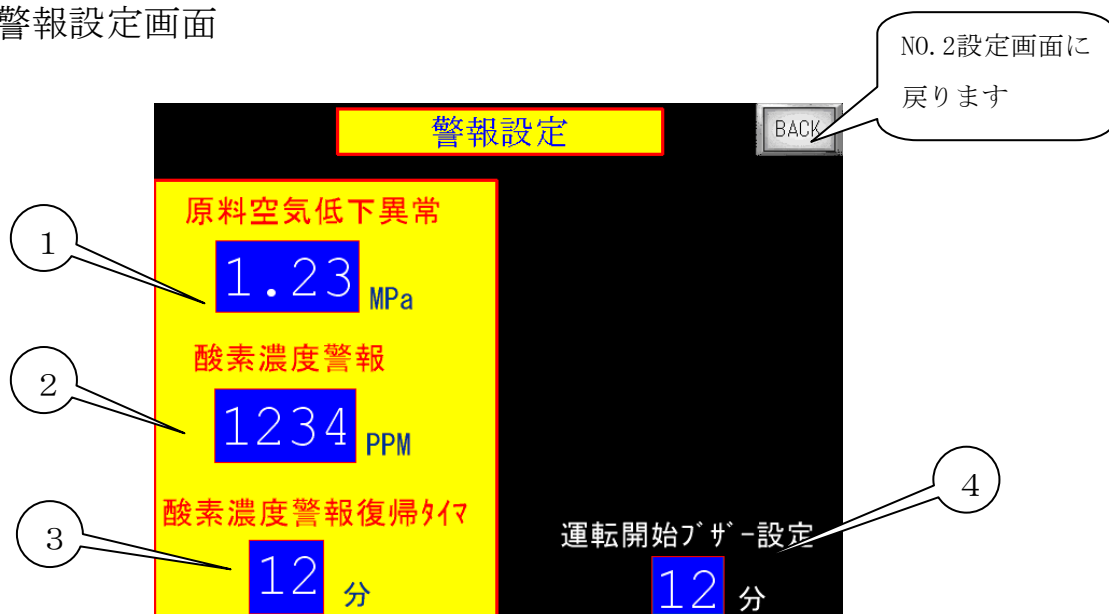 警報設定画面
NO.2設定画面に
戻ります
警報設定
BACK
原料空気低下異常
1
1.23 MPa
酸素濃度警報
2
1234 PPM
酸素濃度警報復帰ﾀｲﾏ
3
12 分
4
運転開始ﾌﾞｻﾞｰ設定
12 分